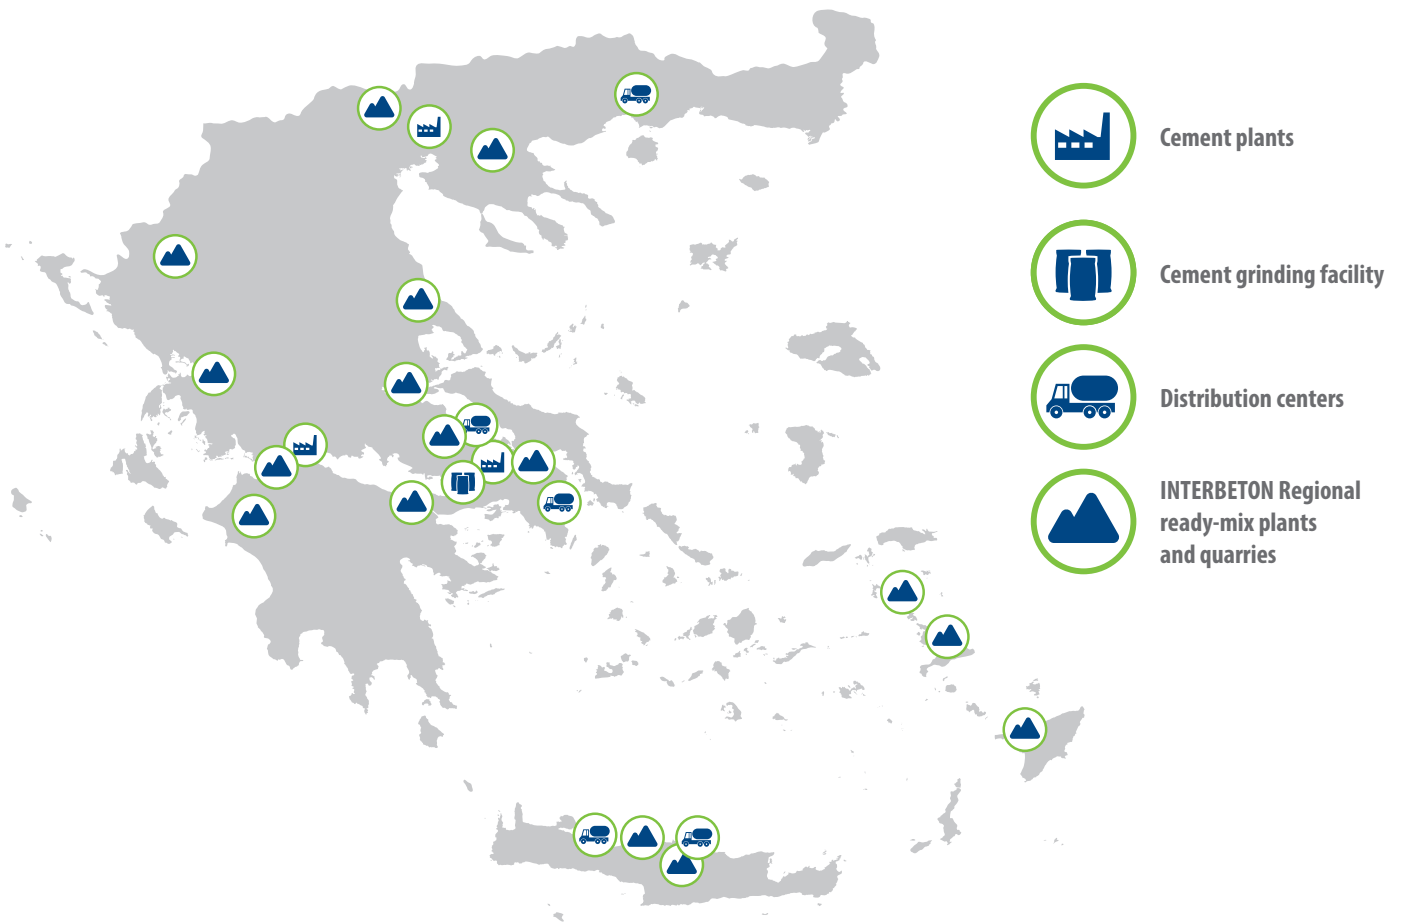 Cement plants
Cement grinding facility
Distribution centers
INTERBETON Regional
ready-mix plants
and quarries